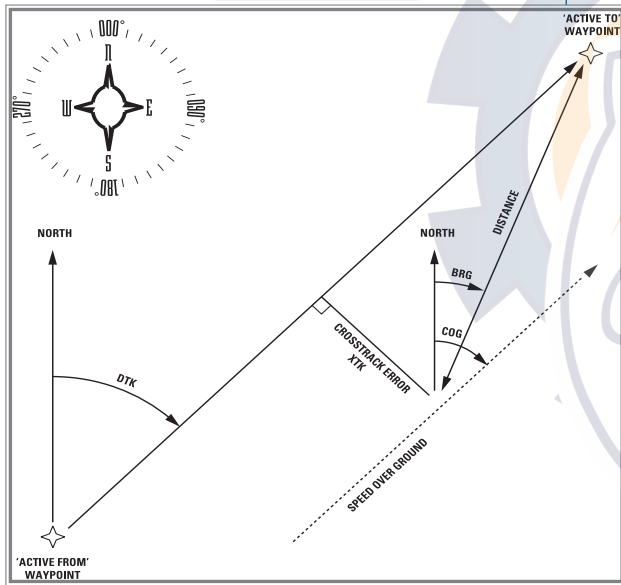 'ACTIVE TO'
WAYPOINT
000°
N
270°
W
E
090°
S
180°
NORTH
NORTH
DISTANCE
BRG
COG
DTK
CROSSTRACK ERROR
XTK
SPEED OVER GROUND
'ACTIVE FROM'
WAYPOINT